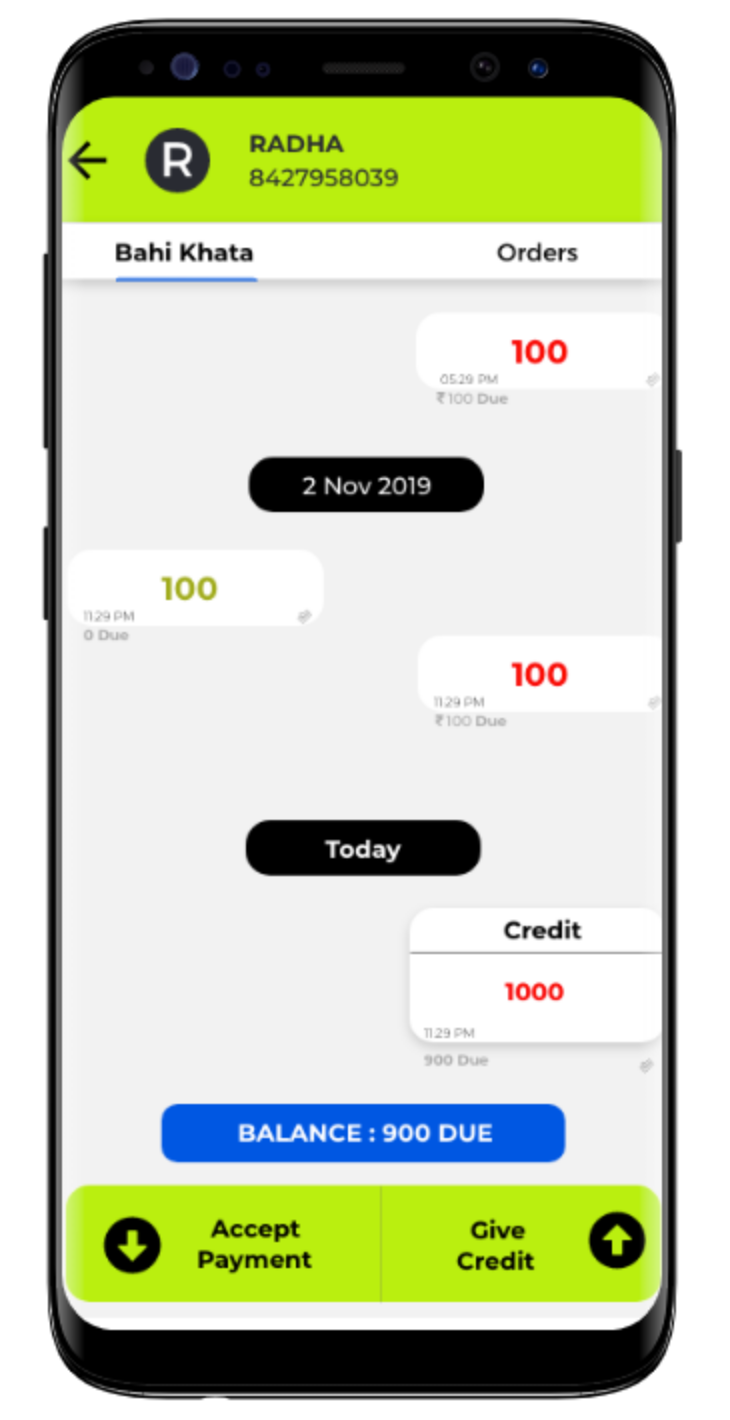 R
RADHA
8427958039
Bahi Khata
Orders
100
05:29 PM
₹100 Due
2 Nov 2019
100
11:29 PM
0 Due
100
11:29 PM
₹100 Due
Today
Credit
1000
11:29 PM
900 Due
BALANCE : 900 DUE
Accept
Payment
Give
Credit